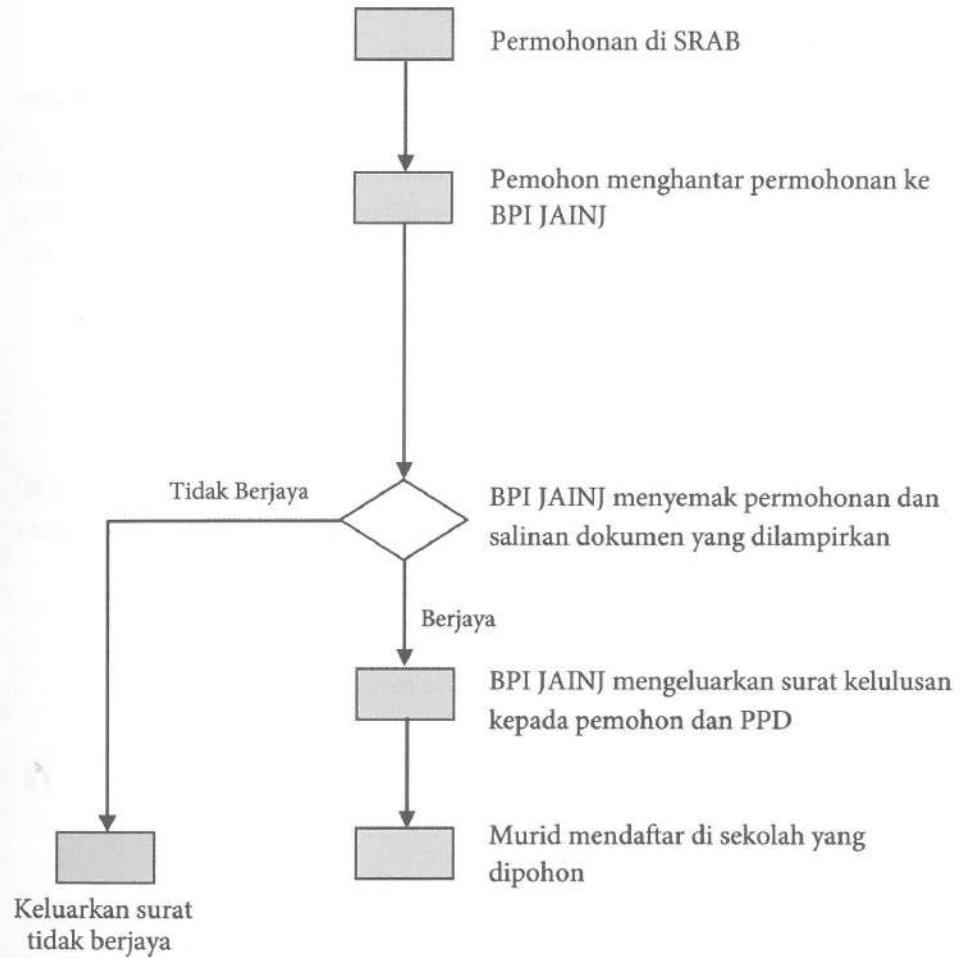 Permohonan di SRAB
Pemohon menghantar permohonan ke
BPI JAINJ
Tidak Berjaya
BPI JAINJ menyemak permohonan dan
salinan dokumen yang dilampirkan
Berjaya
BPI JAINJ mengeluarkan surat kelulusan
kepada pemohon dan PPD
Murid mendaftar di sekolah yang
dipohon
Keluarkan surat
tidak berjaya